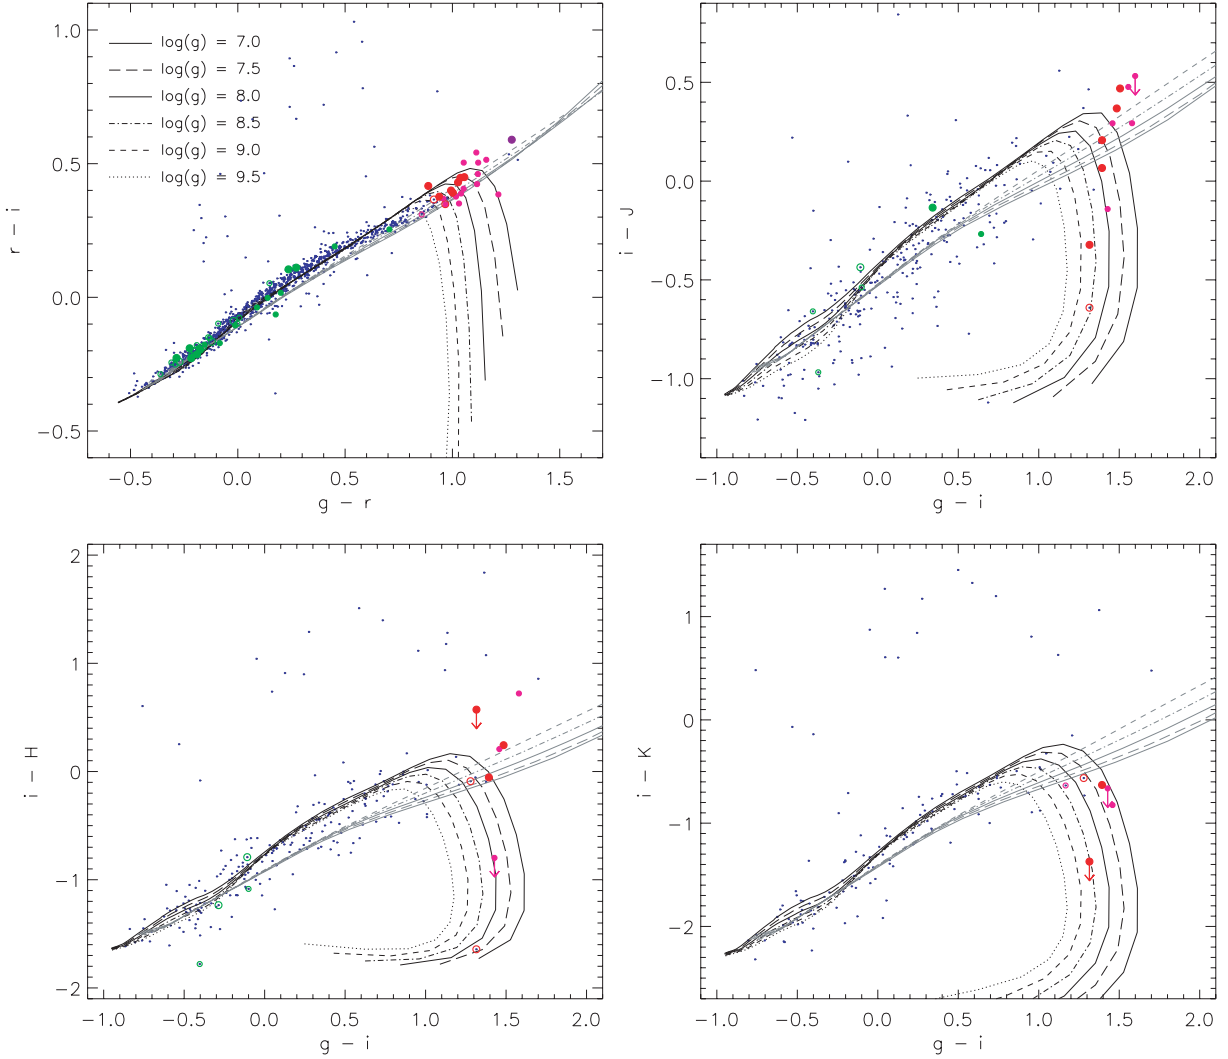 1.0
0.5
0.0
−0.5
r − i
log(g) = 7.0
log(g) = 7.5
log(g) = 8.0
log(g) = 8.5
log(g) = 9.0
log(g) = 9.5
−0.5 0.0 0.5 1.0 1.5
g − r
0.5
0.0
−0.5
−1.0
i − J
−1.0 −0.5 0.0 0.5 1.0 1.5 2.0
g − i
2
1
0
−1
−2
i − H
−1.0 −0.5 0.0 0.5 1.0 1.5 2.0
g − i
1
0
−1
−2
i − K
−1.0 −0.5 0.0 0.5 1.0 1.5 2.0
g − i